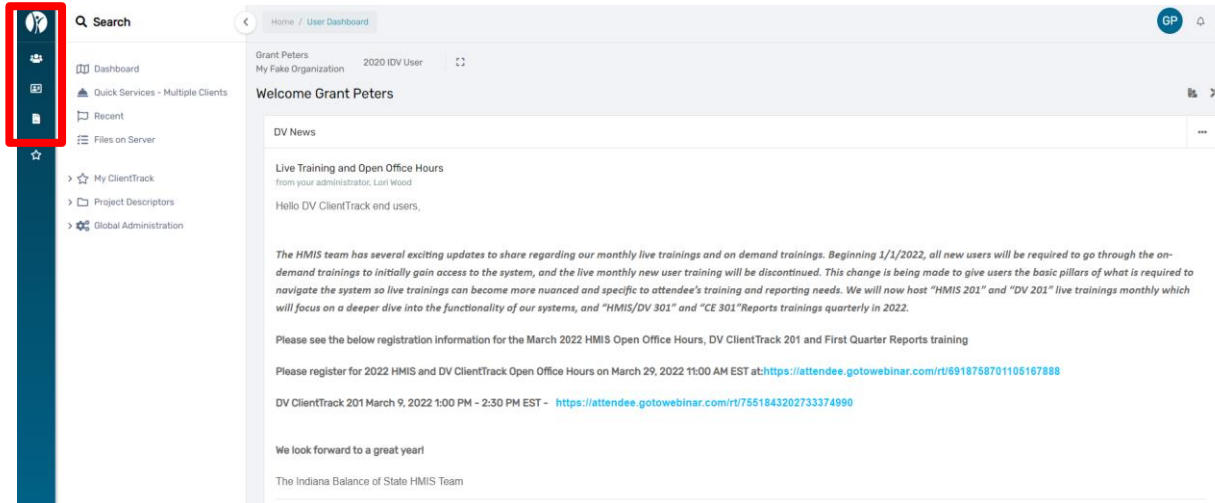 Search
Home / User Dashboard
GP
Grant Peters
My Fake Organization
2020 IDV User
Dashboard
Quick Services - Multiple Clients
Recent
Files on Server
My ClientTrack
Project Descriptors
Global Administration
Welcome Grant Peters
DV News
Live Training and Open Office Hours
from your administrator, Lori Wood
Hello DV ClientTrack end users,
The HMIS team has several exciting updates to share regarding our monthly live trainings and on demand trainings. Beginning 1/1/2022, all new users will be required to go through the on-
demand trainings to initially gain access to the system, and the live monthly new user training will be discontinued. This change is being made to give users the basic pillars of what is required to
navigate the system so live trainings can become more nuanced and specific to attendee's training and reporting needs. We will now host "HMIS 201" and "DV 201" live trainings monthly which
will focus on a deeper dive into the functionality of our systems, and "HMIS/DV 301" and "CE 301"Reports trainings quarterly in 2022.
Please see the below registration information for the March 2022 HMIS Open Office Hours, DV ClientTrack 201 and First Quarter Reports training
Please register for 2022 HMIS and DV ClientTrack Open Office Hours on March 29, 2022 11:00 AM EST at:https://attendee.gotowebinar.com/rt/6918758701105167888
DV ClientTrack 201 March 9, 2022 1:00 PM - 2:30 PM EST - https://attendee.gotowebinar.com/rt/7551843202733374990
We look forward to a great year!
The Indiana Balance of State HMIS Team